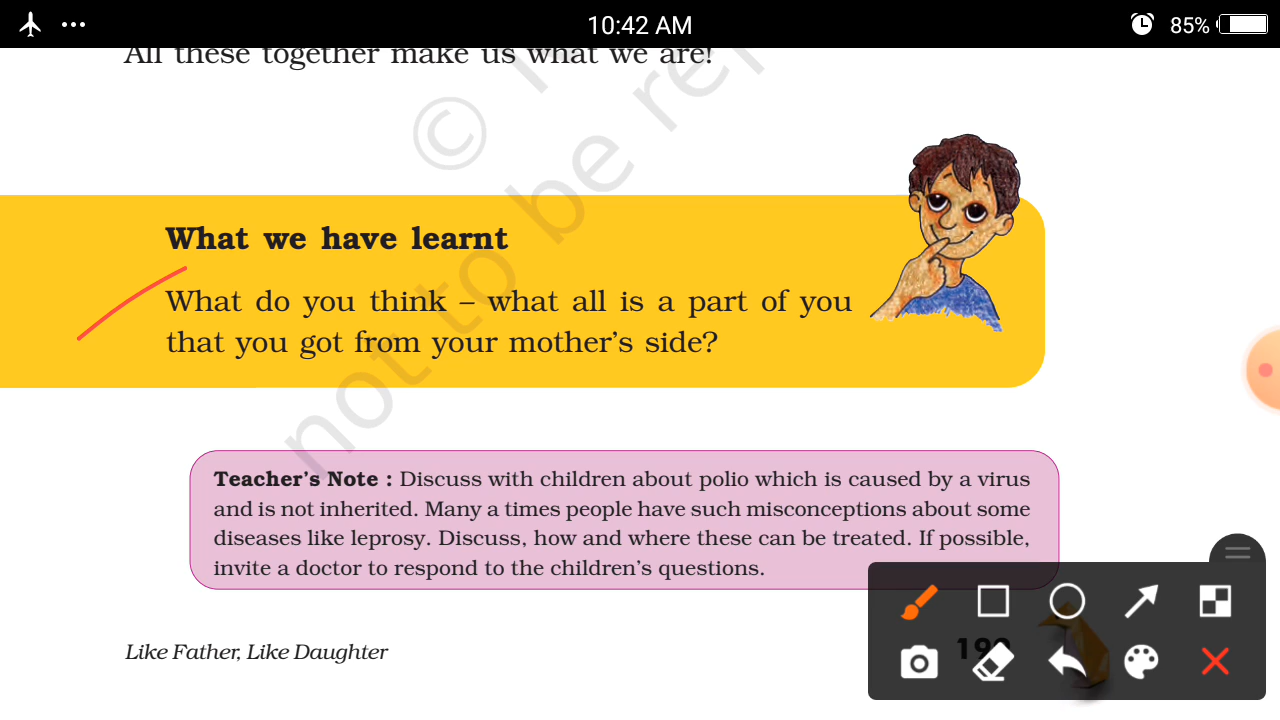 10:42 AM
85%
All these together make us what we are!
© 
not to be re
What we have learnt
What do you think – what all is a part of you
that you got from your mother's side?
Teacher's Note : Discuss with children about polio which is caused by a virus
and is not inherited. Many a times people have such misconceptions about some
diseases like leprosy. Discuss, how and where these can be treated. If possible,
invite a doctor to respond to the children's questions.
Like Father, Like Daughter